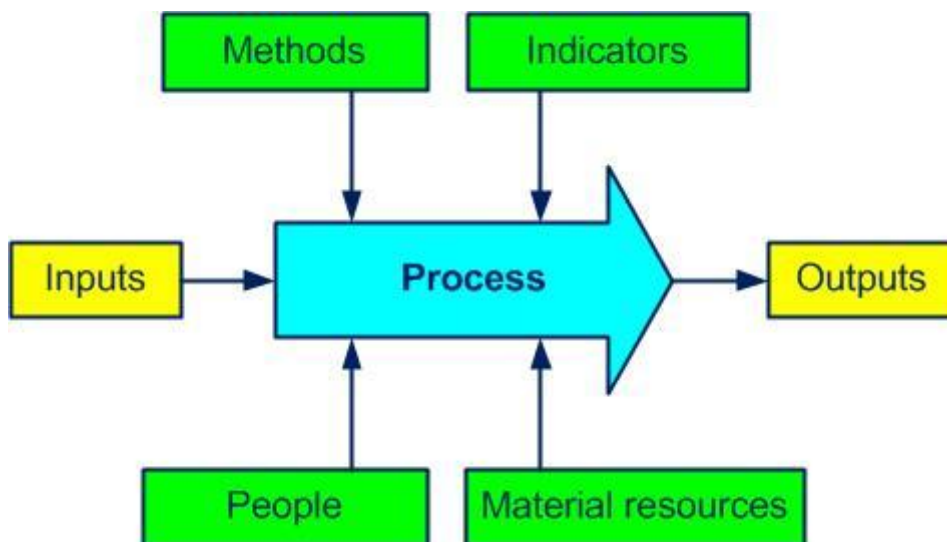 Methods
Indicators
Inputs
Process
Outputs
People
Material resources